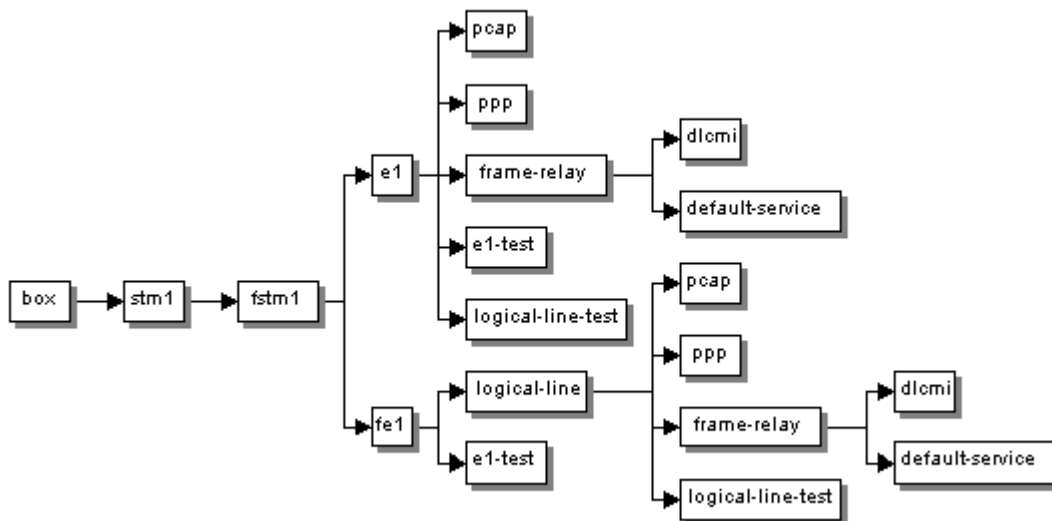 pcap
ppp
dlcmi
e1
frame-relay
default-service
e1-test
pcap
box
stm1
fstm1
logical-line-test
ppp
logical-line
dlcmi
fe1
frame-relay
e1-test
default-service
logical-line-test